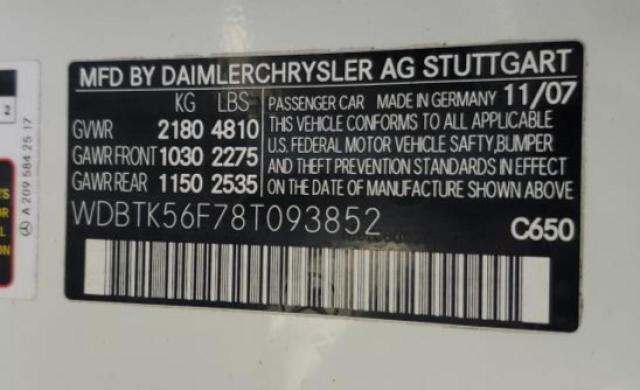 MFD BY DAIMLERCHRYSLER AG STUTTGART
KG LBS
GVWR 2180 4810
GAWR FRONT 1030 2275
GAWR REAR 1150 2535
PASSENGER CAR MADE IN GERMANY 11/07
THIS VEHICLE CONFORMS TO ALL APPLICABLE
U.S. FEDERAL MOTOR VEHICLE SAFTY, BUMPER
AND THEFT PREVENTION STANDARDS IN EFFECT
ON THE DATE OF MANUFACTURE SHOWN ABOVE
WDBTK56F78T093852
C650
A 209 584 25 17
2
ON